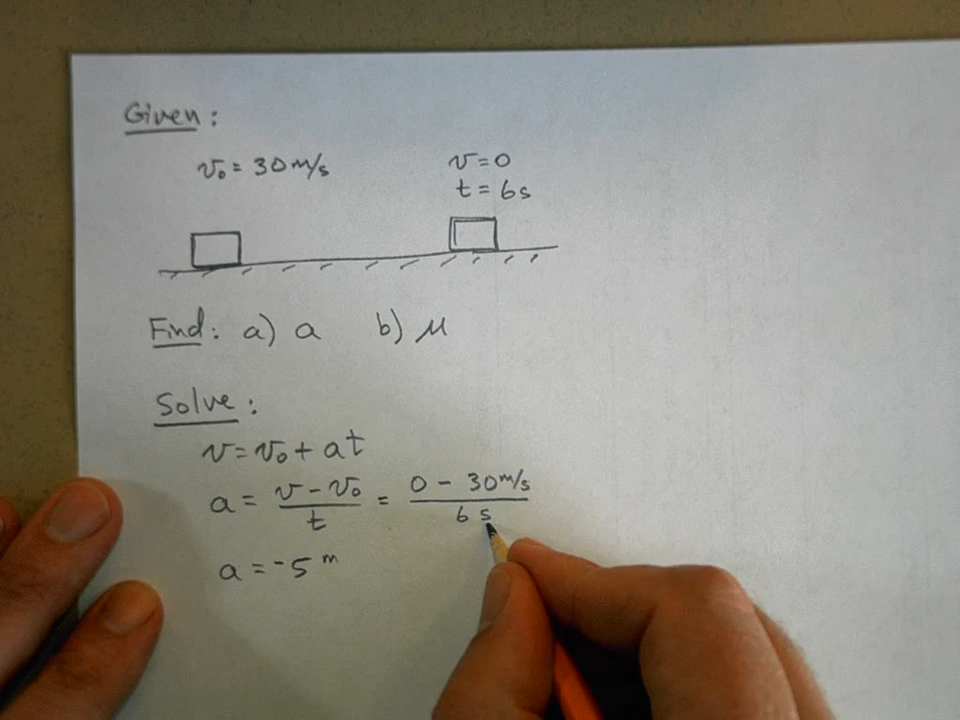 Given:
v₀ = 30 m/s
v = 0
t = 6s
Find: a) a b) μ
Solve:
v = v₀ + at
a = (v - v₀)/t = (0 - 30 m/s)/(6 s)
a = -5 m